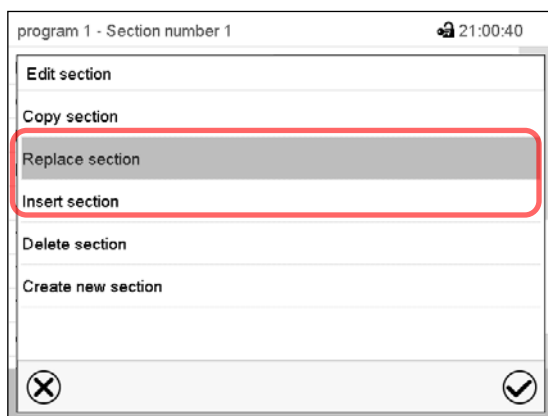 program 1 - Section number 1 21:00:40
Edit section
Copy section
Replace section
Insert section
Delete section
Create new section